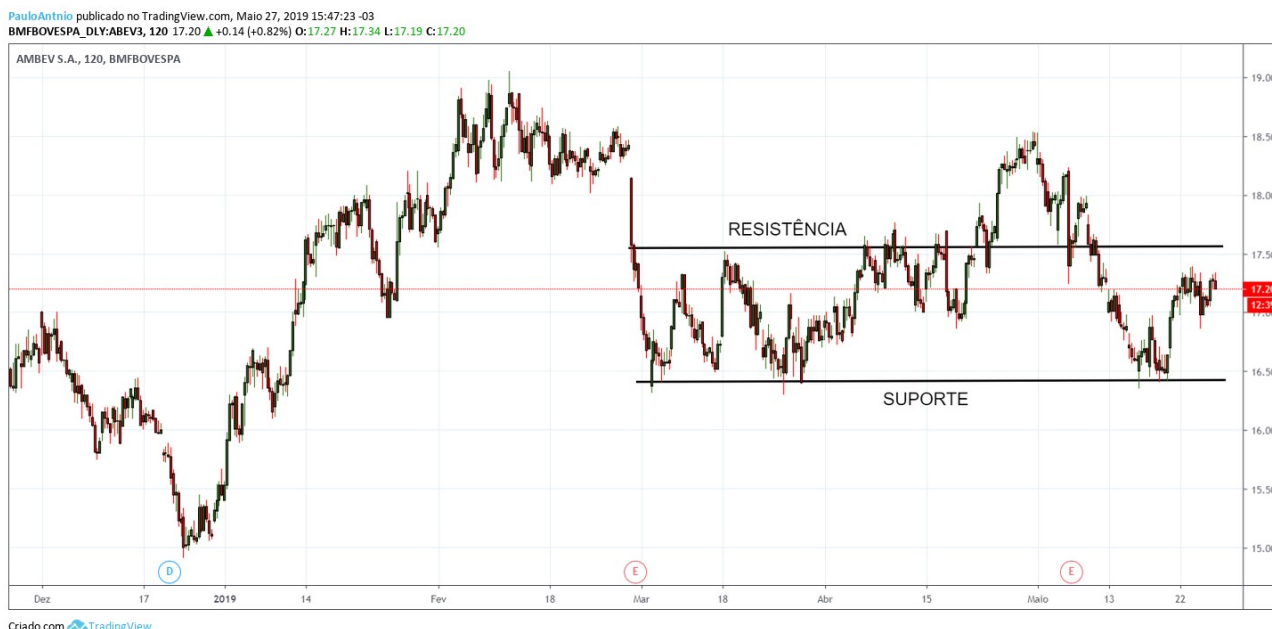 PauloAntnio publicado no TradingView.com, Maio 27, 2019 15:47:23 -03
BMFBOVESPA_DLY:ABEV3, 120 17.20 ▲ +0.14 (+0.82%) O:17.27 H:17.34 L:17.19 C:17.20
AMBEV S.A., 120, BMFBOVESPA
19.00
18.50
18.00
RESISTÊNCIA
17.50
17.20
17.00
16.50
SUPORTE
16.00
15.50
15.00
D E E
Dez 17 2019 14 Fev 18 Mar 18 Abr 15 Maio 13 22
Criado com TradingView